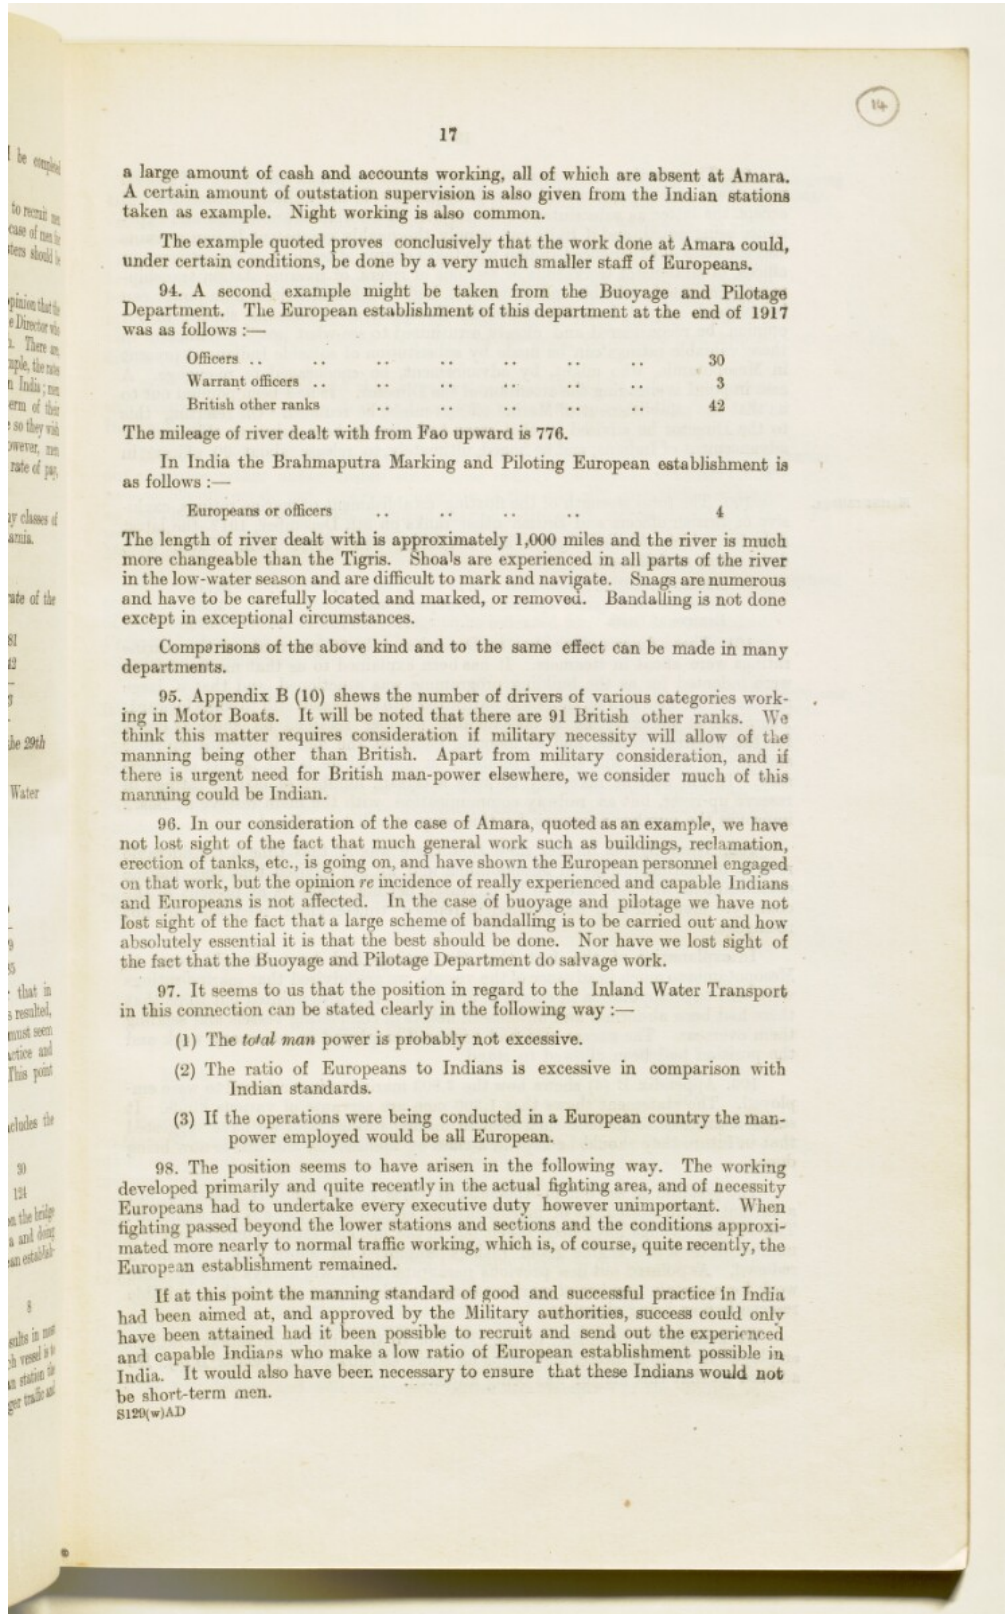 14
17
a large amount of cash and accounts working, all of which are absent at Amara.
A certain amount of outstation supervision is also given from the Indian stations
taken as example. Night working is also common.
The example quoted proves conclusively that the work done at Amara could,
under certain conditions, be done by a very much smaller staff of Europeans.
94. A second example might be taken from the Buoyage and Pilotage
Department. The European establishment of this department at the end of 1917
was as follows :—
Officers .. .. .. .. .. .. .. 30
Warrant officers .. .. .. .. .. .. 3
British other ranks .. .. .. .. .. 42
The mileage of river dealt with from Fao upward is 776.
In India the Brahmaputra Marking and Piloting European establishment is
as follows :—
Europeans or officers .. .. .. .. 4
The length of river dealt with is approximately 1,000 miles and the river is much
more changeable than the Tigris. Shoals are experienced in all parts of the river
in the low-water season and are difficult to mark and navigate. Snags are numerous
and have to be carefully located and marked, or removed. Bandalling is not done
except in exceptional circumstances.
Comparisons of the above kind and to the same effect can be made in many
departments.
95. Appendix B (10) shews the number of drivers of various categories work-
ing in Motor Boats. It will be noted that there are 91 British other ranks. We
think this matter requires consideration if military necessity will allow of the
manning being other than British. Apart from military consideration, and if
there is urgent need for British man-power elsewhere, we consider much of this
manning could be Indian.
96. In our consideration of the case of Amara, quoted as an example, we have
not lost sight of the fact that much general work such as buildings, reclamation,
erection of tanks, etc., is going on, and have shown the European personnel engaged
on that work, but the opinion re incidence of really experienced and capable Indians
and Europeans is not affected. In the case of buoyage and pilotage we have not
lost sight of the fact that a large scheme of bandalling is to be carried out and how
absolutely essential it is that the best should be done. Nor have we lost sight of
the fact that the Buoyage and Pilotage Department do salvage work.
97. It seems to us that the position in regard to the Inland Water Transport
in this connection can be stated clearly in the following way :—
(1) The total man power is probably not excessive.
(2) The ratio of Europeans to Indians is excessive in comparison with
Indian standards.
(3) If the operations were being conducted in a European country the man-
power employed would be all European.
98. The position seems to have arisen in the following way. The working
developed primarily and quite recently in the actual fighting area, and of necessity
Europeans had to undertake every executive duty however unimportant. When
fighting passed beyond the lower stations and sections and the conditions approxi-
mated more nearly to normal traffic working, which is, of course, quite recently, the
European establishment remained.
If at this point the manning standard of good and successful practice in India
had been aimed at, and approved by the Military authorities, success could only
have been attained had it been possible to recruit and send out the experienced
and capable Indians who make a low ratio of European establishment possible in
India. It would also have been necessary to ensure that these Indians would not
be short-term men.
S129(w)AD